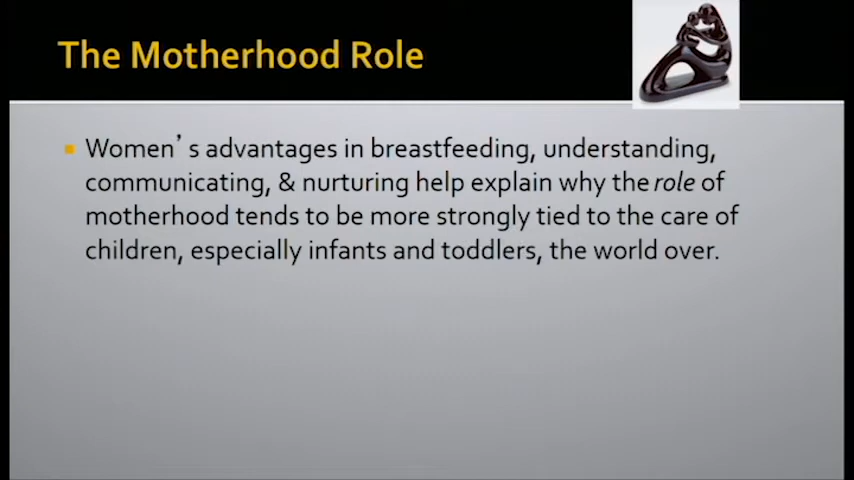 The Motherhood Role
Women's advantages in breastfeeding, understanding,
communicating, & nurturing help explain why the role of
motherhood tends to be more strongly tied to the care of
children, especially infants and toddlers, the world over.